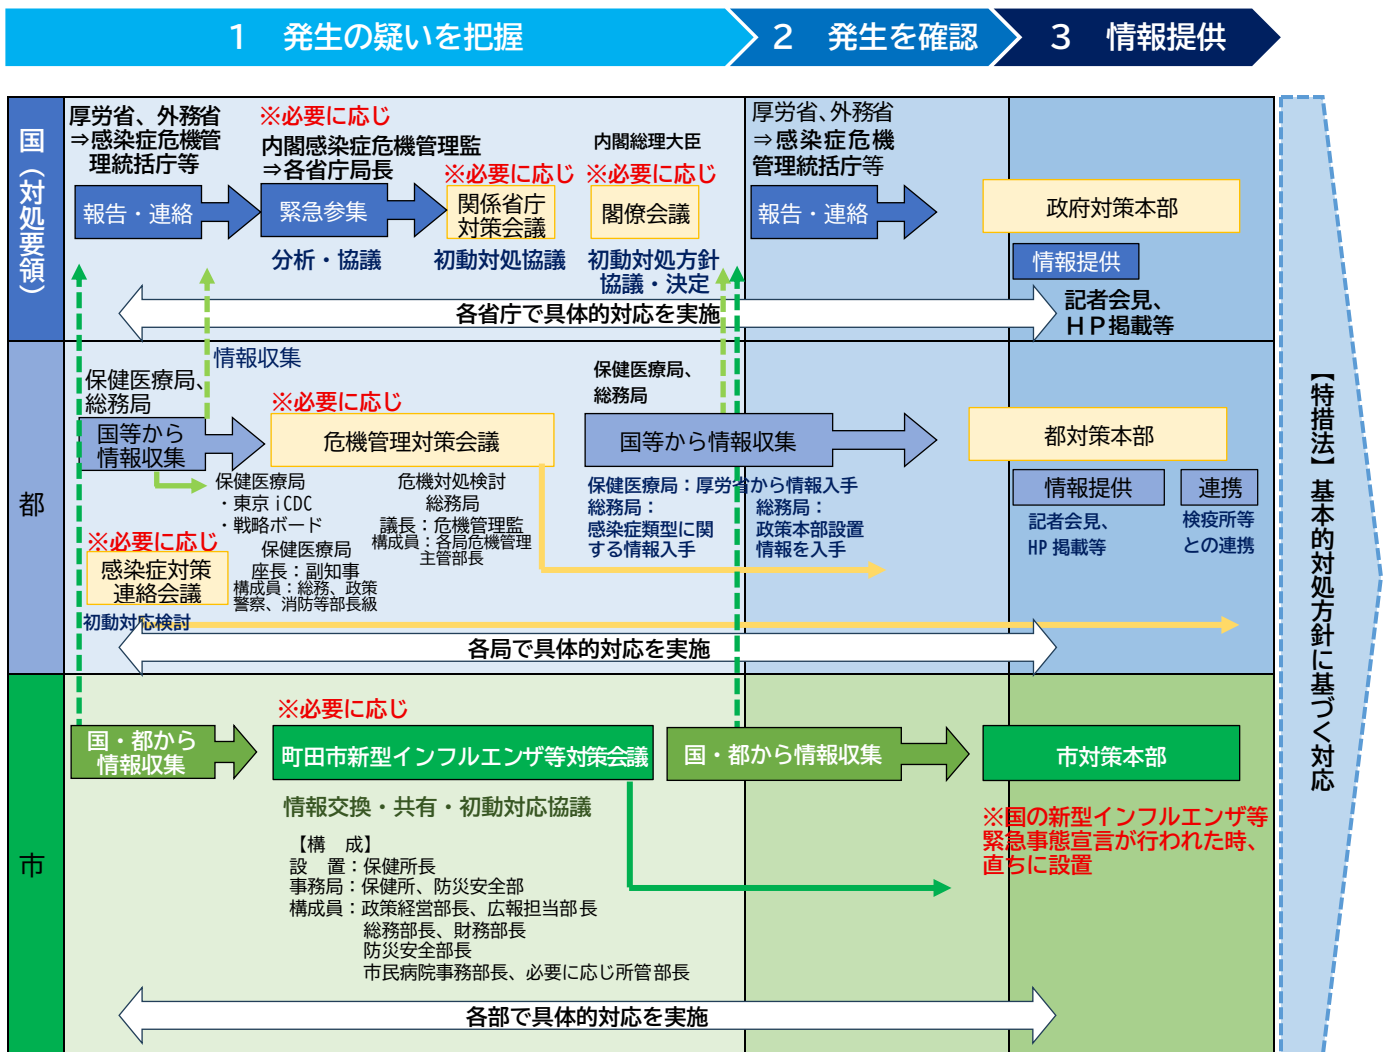 1 発生の疑いを把握
2 発生を確認
3 情報提供
国(対処要領)
厚労省、外務省
⇒感染症危機管
理統括庁等
報告・連絡
※必要に応じ
内閣感染症危機管理監
⇒各省庁局長
緊急参集
分析・協議
※必要に応じ
関係省庁
対策会議
初動対処協議
内閣総理大臣
※必要に応じ
閣僚会議
初動対処方針
協議・決定
厚労省、外務省
⇒感染症危機
管理統括庁等
報告・連絡
政府対策本部
情報提供
記者会見、
HP掲載等
各省庁で具体的対応を実施
都
情報収集
保健医療局、
総務局
国等から
情報収集
※必要に応じ
危機管理対策会議
保健医療局
・東京iCDC
・戦略ボード
危機対処検討
総務局
議長:危機管理監
構成員:各局危機管理
主管部長
※必要に応じ
感染症対策
連絡会議
保健医療局
座長:副知事
構成員:総務、政策
警察、消防等部長級
初動対応検討
保健医療局、
総務局
国等から情報収集
保健医療局:厚労省から情報入手
総務局:
感染症類型に関
する情報入手
総務局:
政策本部設置
情報を入手
都対策本部
情報提供
記者会見、
HP掲載等
連携
検疫所等
との連携
各局で具体的対応を実施
市
国・都から
情報収集
※必要に応じ
町田市新型インフルエンザ等対策会議
情報交換・共有・初動対応協議
【構 成】
設 置:保健所長
事務局:保健所、防災安全部
構成員:政策経営部長、広報担当部長
総務部長、財務部長
防災安全部長
市民病院事務部長、必要に応じ所管部長
国・都から情報収集
市対策本部
※国の新型インフルエンザ等
緊急事態宣言が行われた時、
直ちに設置
各部で具体的対応を実施
【特措法】基本的対処方針に基づく対応